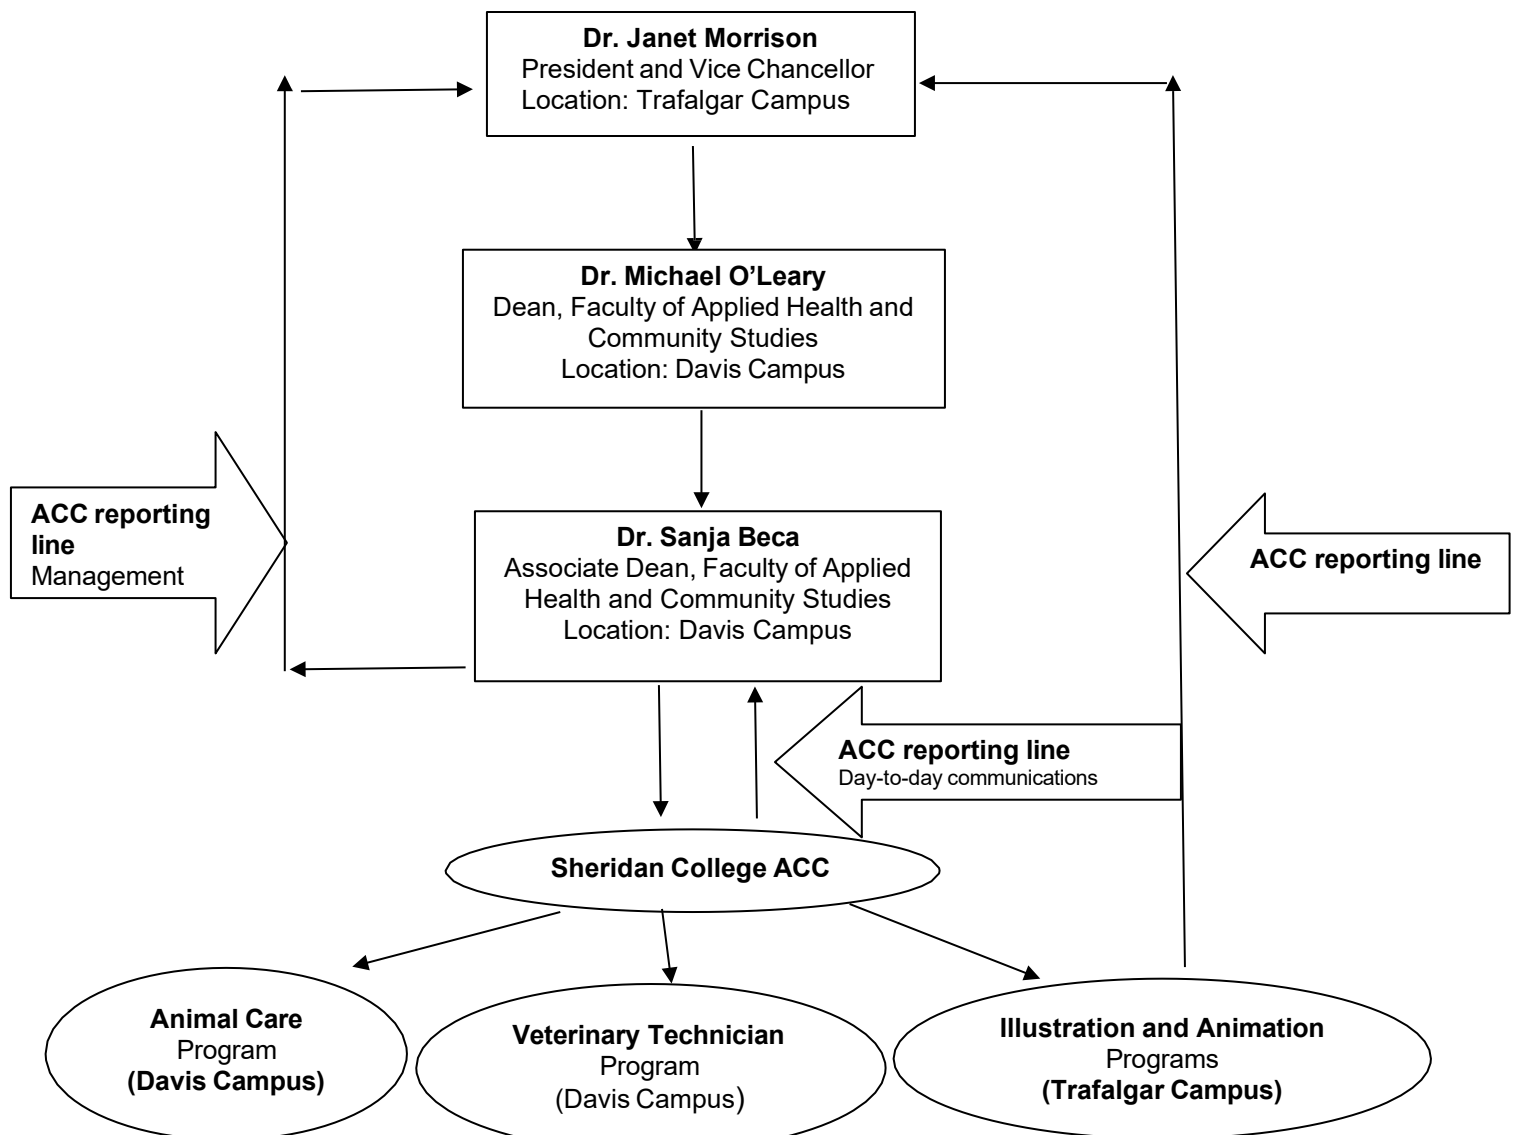 Dr. Janet Morrison
President and Vice Chancellor
Location: Trafalgar Campus
Dr. Michael O’Leary
Dean, Faculty of Applied Health and
Community Studies
Location: Davis Campus
ACC reporting
line
Management
Dr. Sanja Beca
Associate Dean, Faculty of Applied
Health and Community Studies
Location: Davis Campus
ACC reporting line
ACC reporting line
Day-to-day communications
Sheridan College ACC
Animal Care
Program
(Davis Campus)
Veterinary Technician
Program
(Davis Campus)
Illustration and Animation
Programs
(Trafalgar Campus)